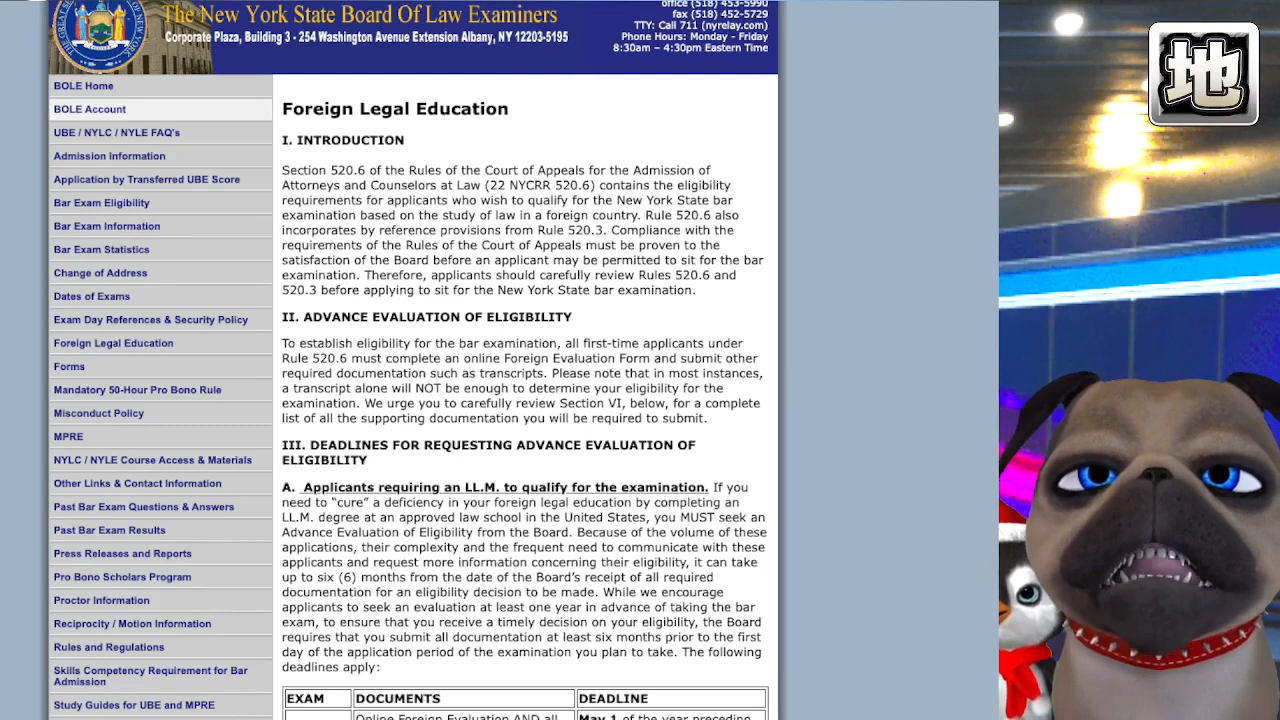 office (518) 453-5990
The New York State Board Of Law Examiners
fax (518) 452-5729
TTY: Call 711 (nyrelay.com)
Corporate Plaza, Building 3 - 254 Washington Avenue Extension Albany, NY 12203-5195
Phone Hours: Monday - Friday
8:30am – 4:30pm Eastern Time
地
BOLE Home
BOLE Account
UBE / NYLC / NYLE FAQ's
Admission Information
Application by Transferred UBE Score
Bar Exam Eligibility
Bar Exam Information
Bar Exam Statistics
Change of Address
Dates of Exams
Exam Day References & Security Policy
Foreign Legal Education
Forms
Mandatory 50-Hour Pro Bono Rule
Misconduct Policy
MPRE
NYLC / NYLE Course Access & Materials
Other Links & Contact Information
Past Bar Exam Questions & Answers
Past Bar Exam Results
Press Releases and Reports
Pro Bono Scholars Program
Proctor Information
Reciprocity / Motion Information
Rules and Regulations
Skills Competency Requirement for Bar
Admission
Study Guides for UBE and MPRE
Foreign Legal Education
I. INTRODUCTION
Section 520.6 of the Rules of the Court of Appeals for the Admission of
Attorneys and Counselors at Law (22 NYCRR 520.6) contains the eligibility
requirements for applicants who wish to qualify for the New York State bar
examination based on the study of law in a foreign country. Rule 520.6 also
incorporates by reference provisions from Rule 520.3. Compliance with the
requirements of the Rules of the Court of Appeals must be proven to the
satisfaction of the Board before an applicant may be permitted to sit for the bar
examination. Therefore, applicants should carefully review Rules 520.6 and
520.3 before applying to sit for the New York State bar examination.
II. ADVANCE EVALUATION OF ELIGIBILITY
To establish eligibility for the bar examination, all first-time applicants under
Rule 520.6 must complete an online Foreign Evaluation Form and submit other
required documentation such as transcripts. Please note that in most instances,
a transcript alone will NOT be enough to determine your eligibility for the
examination. We urge you to carefully review Section VI, below, for a complete
list of all the supporting documentation you will be required to submit.
III. DEADLINES FOR REQUESTING ADVANCE EVALUATION OF
ELIGIBILITY
A. Applicants requiring an LL.M. to qualify for the examination. If you
need to “cure” a deficiency in your foreign legal education by completing an
LL.M. degree at an approved law school in the United States, you MUST seek an
Advance Evaluation of Eligibility from the Board. Because of the volume of these
applications, their complexity and the frequent need to communicate with these
applicants and request more information concerning their eligibility, it can take
up to six (6) months from the date of the Board’s receipt of all required
documentation for an eligibility decision to be made. While we encourage
applicants to seek an evaluation at least one year in advance of taking the bar
exam, to ensure that you receive a timely decision on your eligibility, the Board
requires that you submit all documentation at least six months prior to the first
day of the application period of the examination you plan to take. The following
deadlines apply:
EXAM DOCUMENTS DEADLINE
Online Foreign Evaluation AND all May 1 of the year preceding